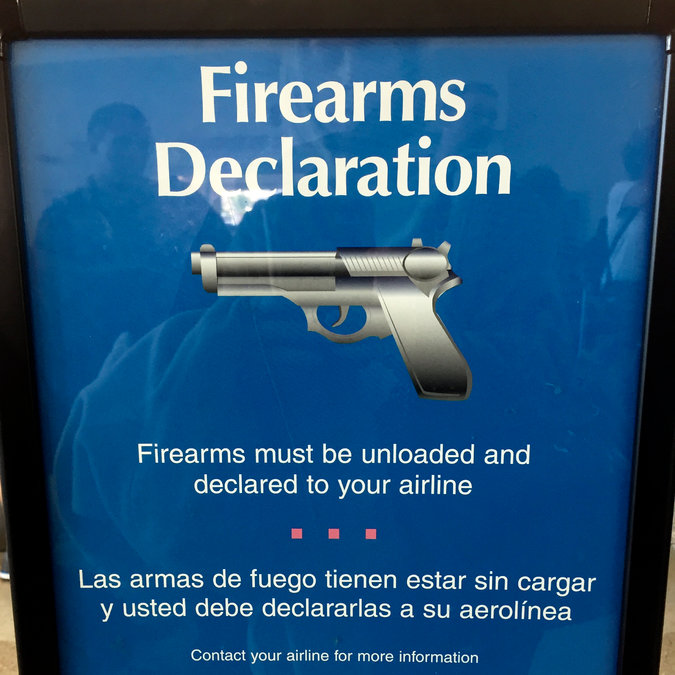 Firearms
Declaration
Firearms must be unloaded and
declared to your airline
Las armas de fuego tienen estar sin cargar
y usted debe declararlas a su aerolínea
Contact your airline for more information